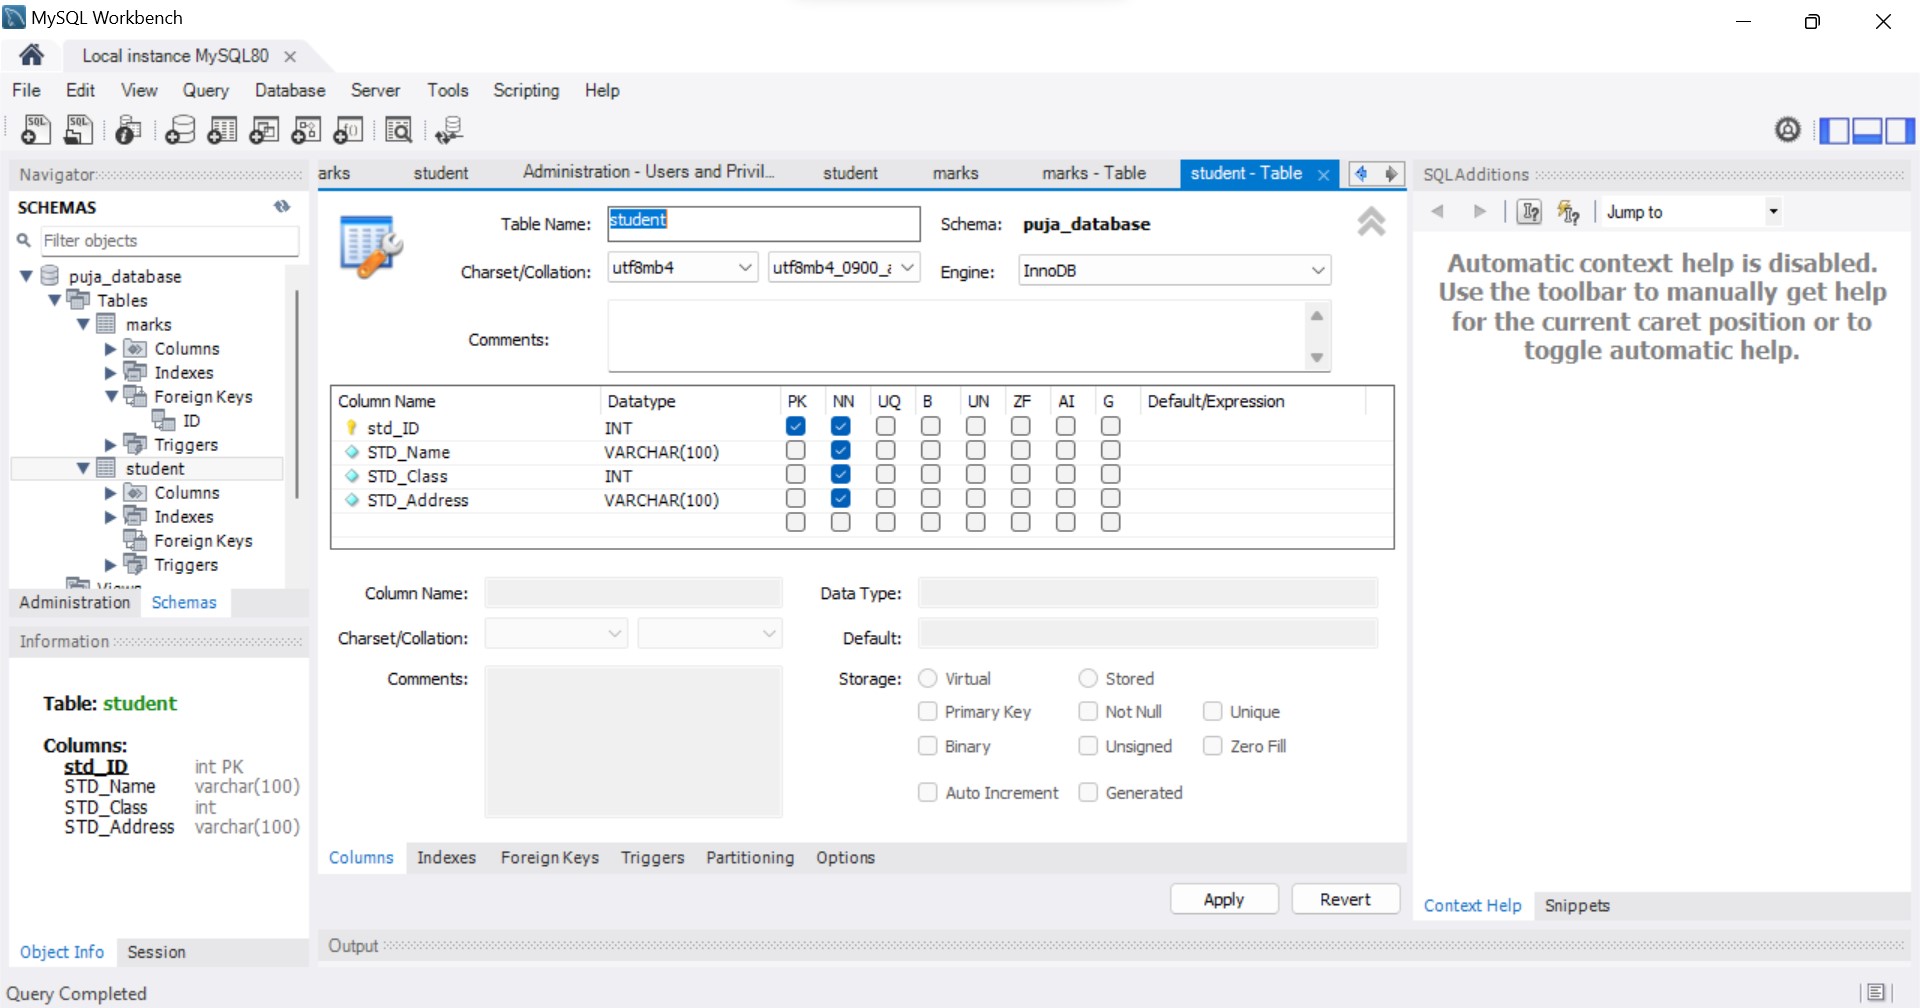 MySQL Workbench
Local instance MySQL80
File Edit View Query Database Server Tools Scripting Help
Navigator
SCHEMAS
Filter objects
puja_database
Tables
marks
Columns
Indexes
Foreign Keys
ID
Triggers
student
Columns
Indexes
Foreign Keys
Triggers
Views
Administration Schemas
Information
Table: student
Columns:
std_ID int PK
STD_Name varchar(100)
STD_Class int
STD_Address varchar(100)
Object Info Session
Query Completed
arks student Administration - Users and Privil... student marks marks - Table student - Table
Table Name: student Schema: puja_database
Charset/Collation: utf8mb4 utf8mb4_0900_a Engine: InnoDB
Comments:
Column Name Datatype PK NN UQ B UN ZF AI G Default/Expression
std_ID INT
STD_Name VARCHAR(100)
STD_Class INT
STD_Address VARCHAR(100)
Column Name: Data Type:
Charset/Collation: Default:
Comments: Storage: Virtual Stored
Primary Key Not Null Unique
Binary Unsigned Zero Fill
Auto Increment Generated
Columns Indexes Foreign Keys Triggers Partitioning Options
Apply Revert
Output
SQLAdditions
Jump to
Automatic context help is disabled.
Use the toolbar to manually get help
for the current caret position or to
toggle automatic help.
Context Help Snippets